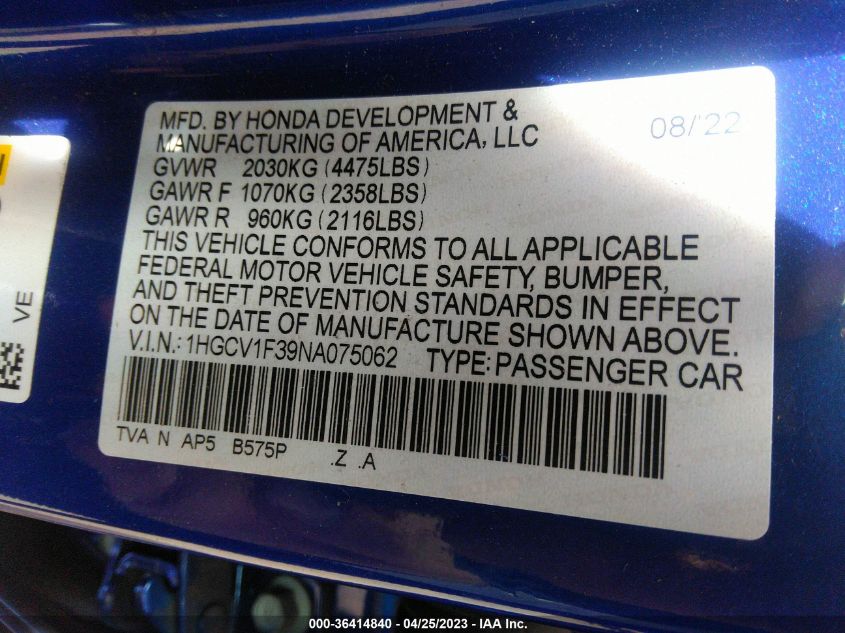 MFD. BY HONDA DEVELOPMENT &
MANUFACTURING OF AMERICA, LLC
08/'22
GVWR 2030KG (4475LBS)
GAWR F 1070KG (2358LBS)
GAWR R 960KG (2116LBS)
THIS VEHICLE CONFORMS TO ALL APPLICABLE
FEDERAL MOTOR VEHICLE SAFETY, BUMPER,
AND THEFT PREVENTION STANDARDS IN EFFECT
ON THE DATE OF MANUFACTURE SHOWN ABOVE.
V.I.N.: 1HGCV1F39NA075062 TYPE: PASSENGER CAR
TVA N AP5 B575P .Z .A
VE
000-36414840 - 04/25/2023 - IAA Inc.